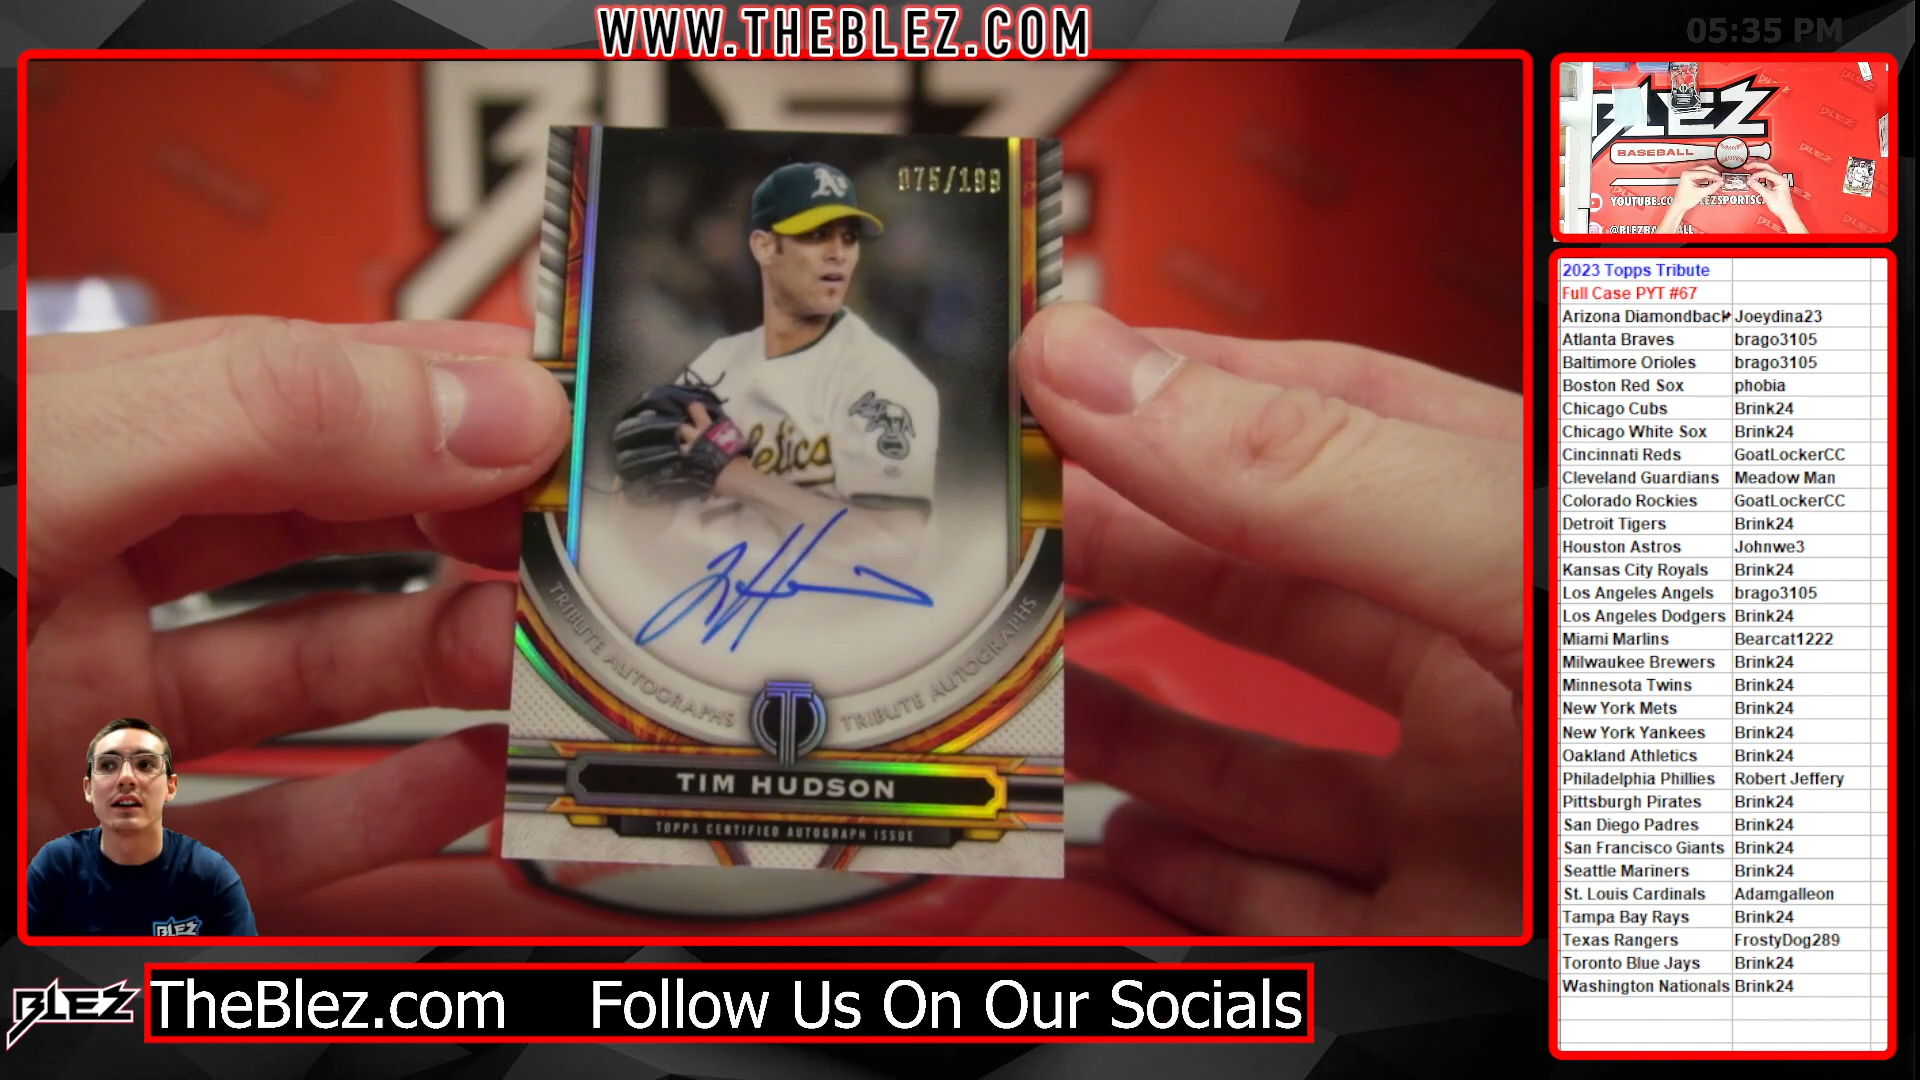 WWW.THEBLEZ.COM
05:35 PM
075/199
A's
TRIBUTE AUTOGRAPHS
TRIBUTE AUTOGRAPHS
TIM HUDSON
TOPPS CERTIFIED AUTOGRAPH ISSUE
BLEZ
BLEZ
BASEBALL
2023 Topps Tribute
Full Case PYT #67
Arizona Diamondback Joeydina23
Atlanta Braves brago3105
Baltimore Orioles brago3105
Boston Red Sox phobia
Chicago Cubs Brink24
Chicago White Sox Brink24
Cincinnati Reds GoatLockerCC
Cleveland Guardians Meadow Man
Colorado Rockies GoatLockerCC
Detroit Tigers Brink24
Houston Astros Johnwe3
Kansas City Royals Brink24
Los Angeles Angels brago3105
Los Angeles Dodgers Brink24
Miami Marlins Bearcat1222
Milwaukee Brewers Brink24
Minnesota Twins Brink24
New York Mets Brink24
New York Yankees Brink24
Oakland Athletics Brink24
Philadelphia Phillies Robert Jeffery
Pittsburgh Pirates Brink24
San Diego Padres Brink24
San Francisco Giants Brink24
Seattle Mariners Brink24
St. Louis Cardinals Adamgalleon
Tampa Bay Rays Brink24
Texas Rangers FrostyDog289
Toronto Blue Jays Brink24
Washington Nationals Brink24
BLEZ
TheBlez.com Follow Us On Our Socials